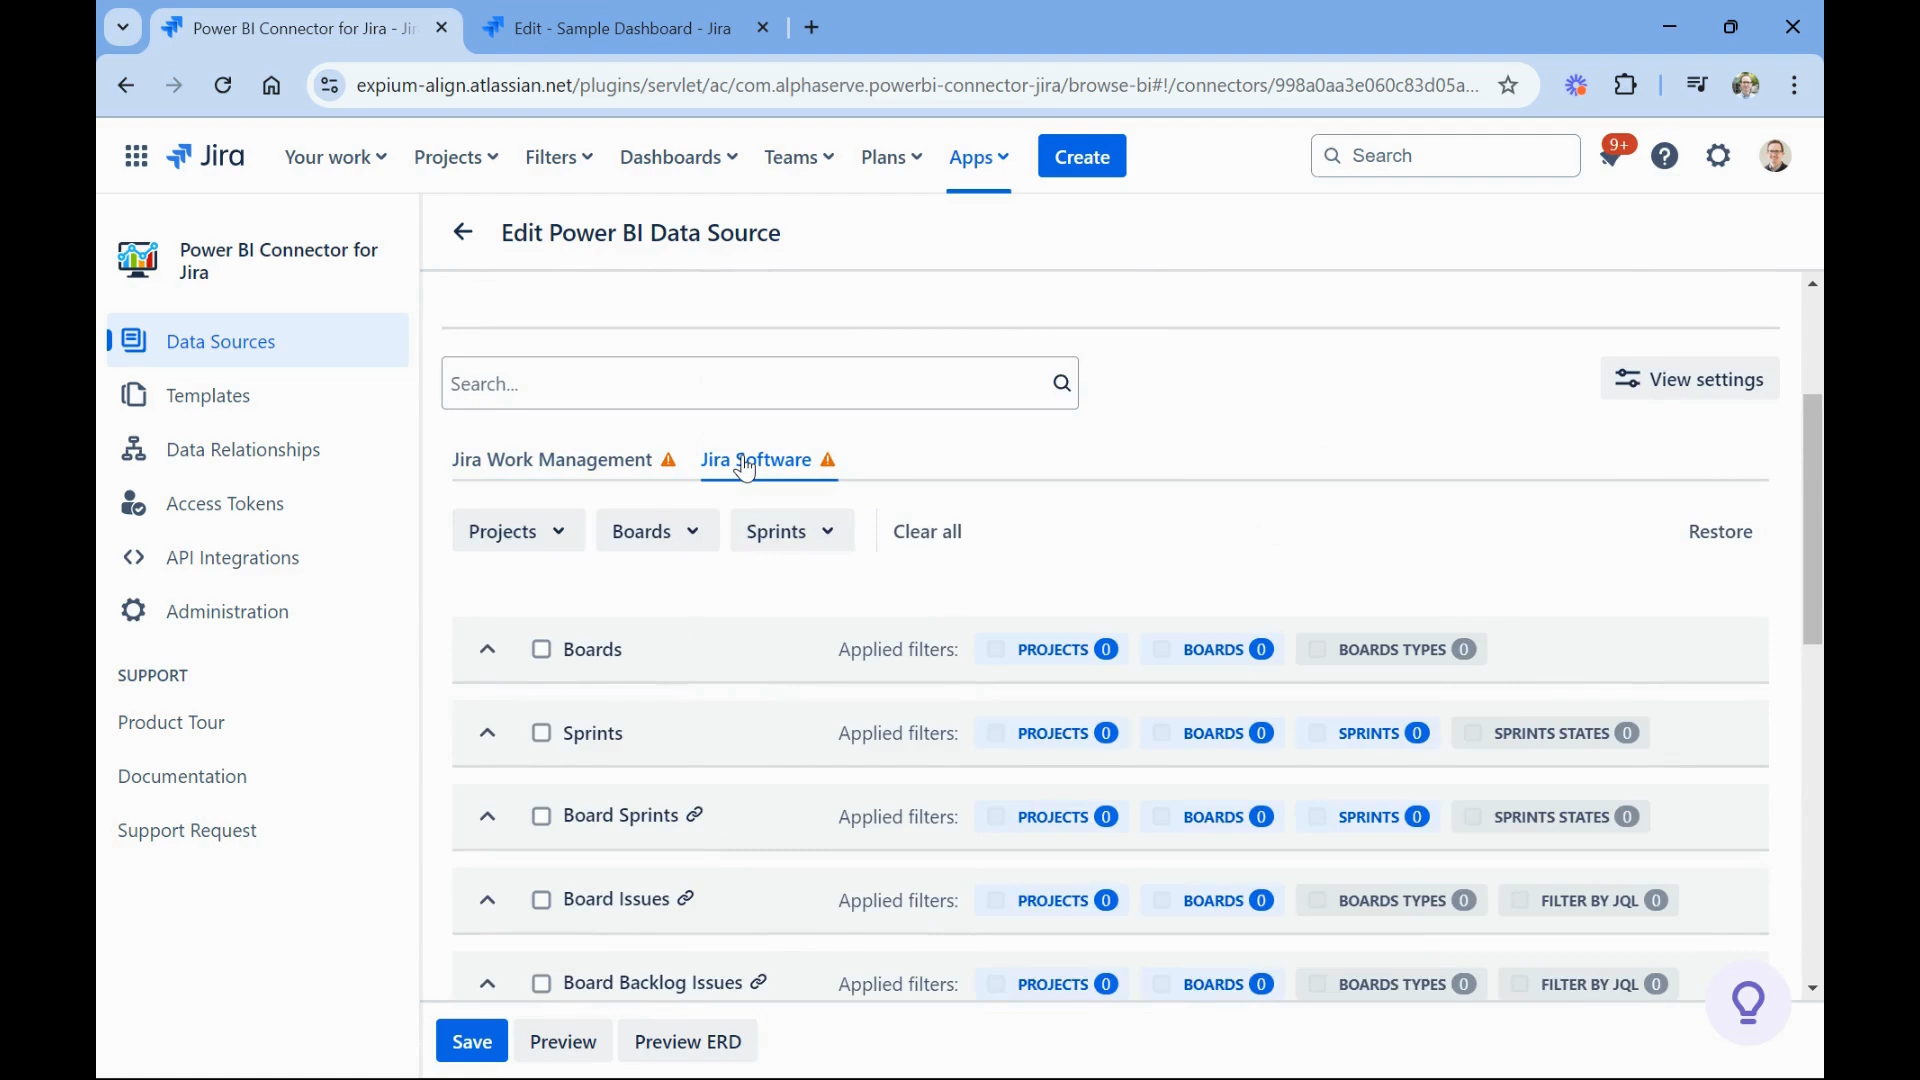 Power BI Connector for Jira - Jir
Edit - Sample Dashboard - Jira
expium-align.atlassian.net/plugins/servlet/ac/com.alphaserve.powerbi-connector-jira/browse-bi#!/connectors/998a0aa3e060c83d05a...
Jira
Your work
Projects
Filters
Dashboards
Teams
Plans
Apps
Create
Search
9+
Power BI Connector for
Jira
Data Sources
Templates
Data Relationships
Access Tokens
API Integrations
Administration
SUPPORT
Product Tour
Documentation
Support Request
Edit Power BI Data Source
Search...
View settings
Jira Work Management
Jira Software
Projects
Boards
Sprints
Clear all
Restore
Boards Applied filters: PROJECTS 0 BOARDS 0 BOARDS TYPES 0
Sprints Applied filters: PROJECTS 0 BOARDS 0 SPRINTS 0 SPRINTS STATES 0
Board Sprints Applied filters: PROJECTS 0 BOARDS 0 SPRINTS 0 SPRINTS STATES 0
Board Issues Applied filters: PROJECTS 0 BOARDS 0 BOARDS TYPES 0 FILTER BY JQL 0
Board Backlog Issues Applied filters: PROJECTS 0 BOARDS 0 BOARDS TYPES 0 FILTER BY JQL 0
Save
Preview
Preview ERD